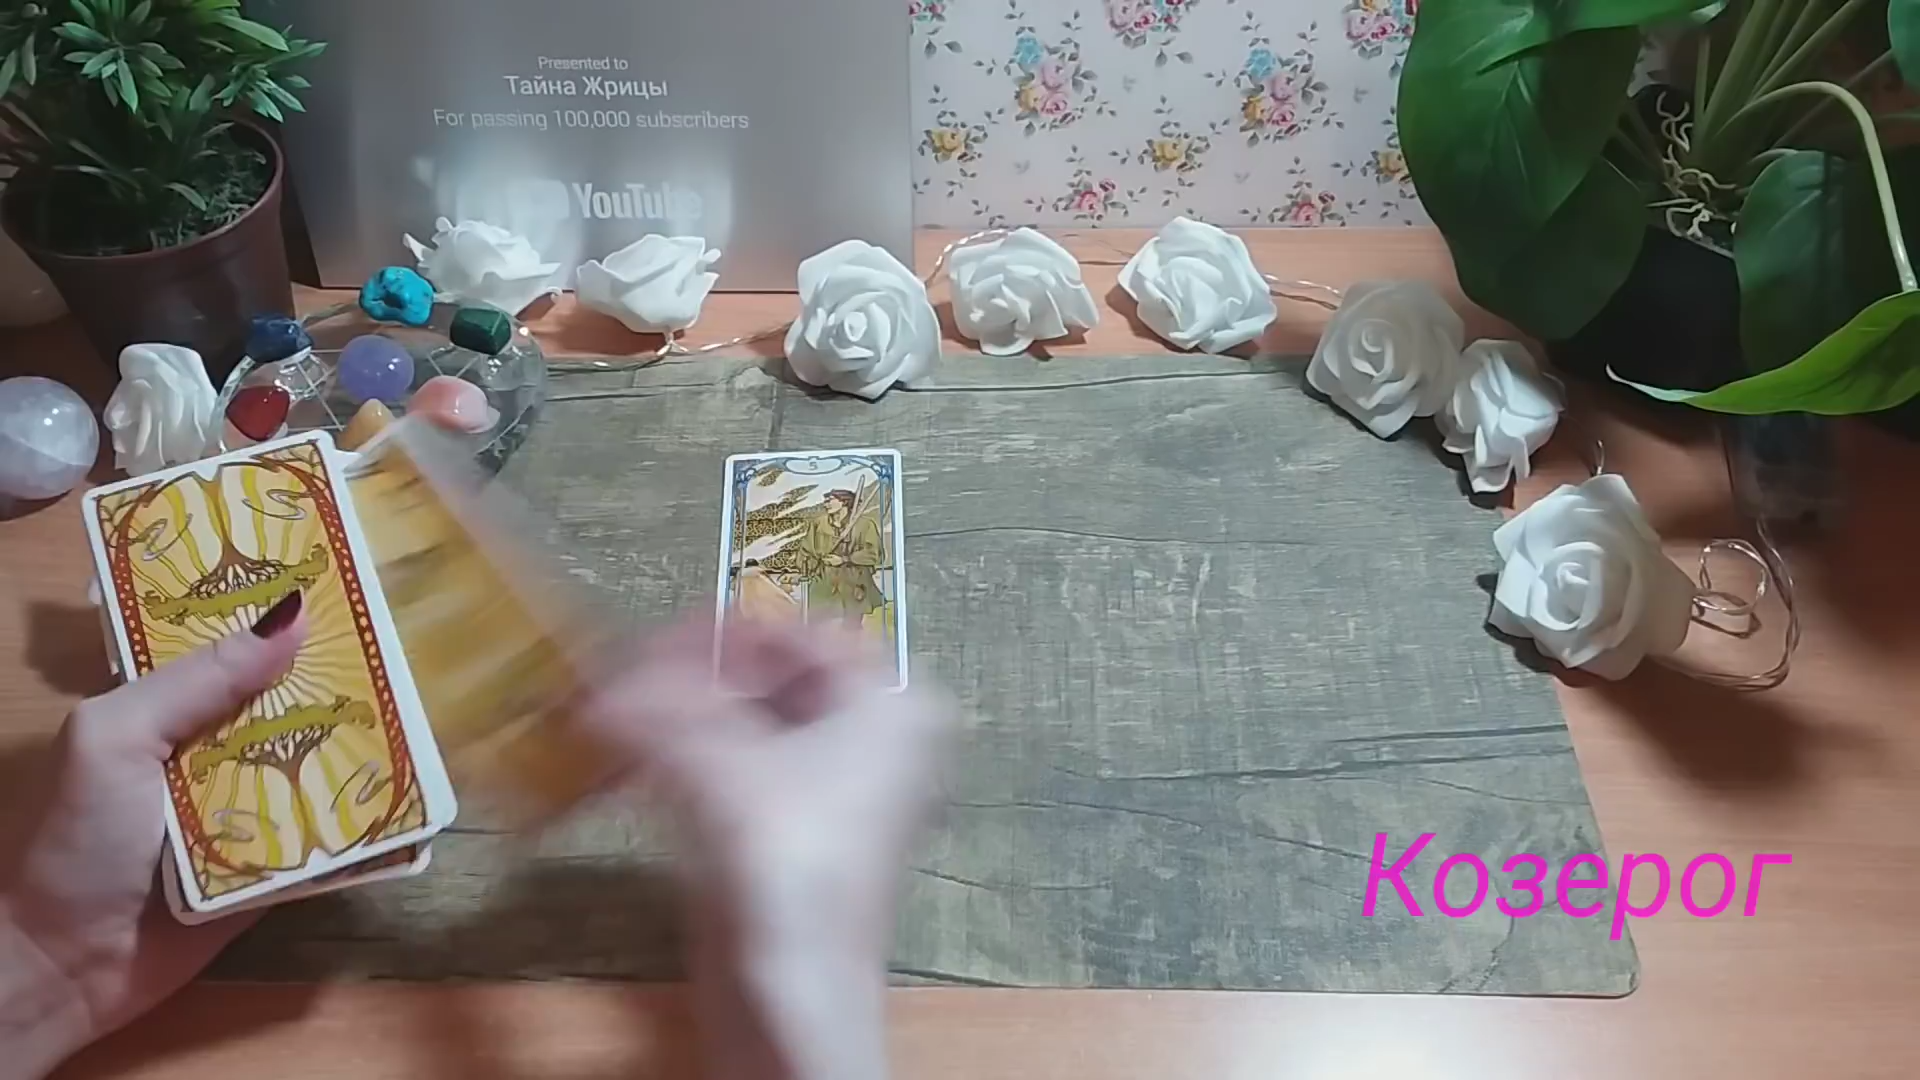 Presented to
Тайна Жрицы
For passing 100,000 subscribers
YouTube
5
Козерог